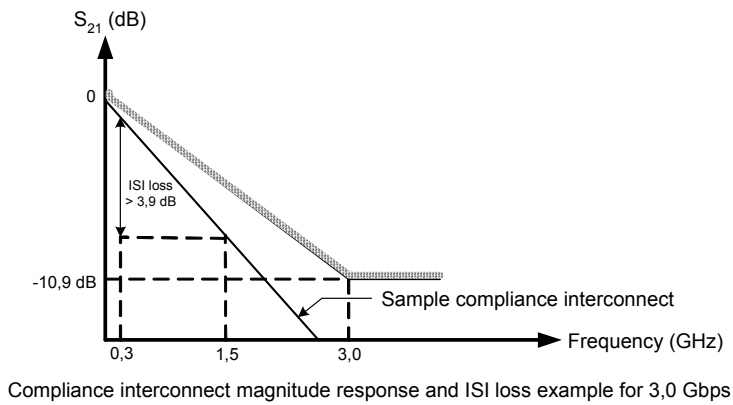 S21 (dB)
0
ISI loss
> 3,9 dB
-10,9 dB
Sample compliance interconnect
Frequency (GHz)
0,3
1,5
3,0
Compliance interconnect magnitude response and ISI loss example for 3,0 Gbps